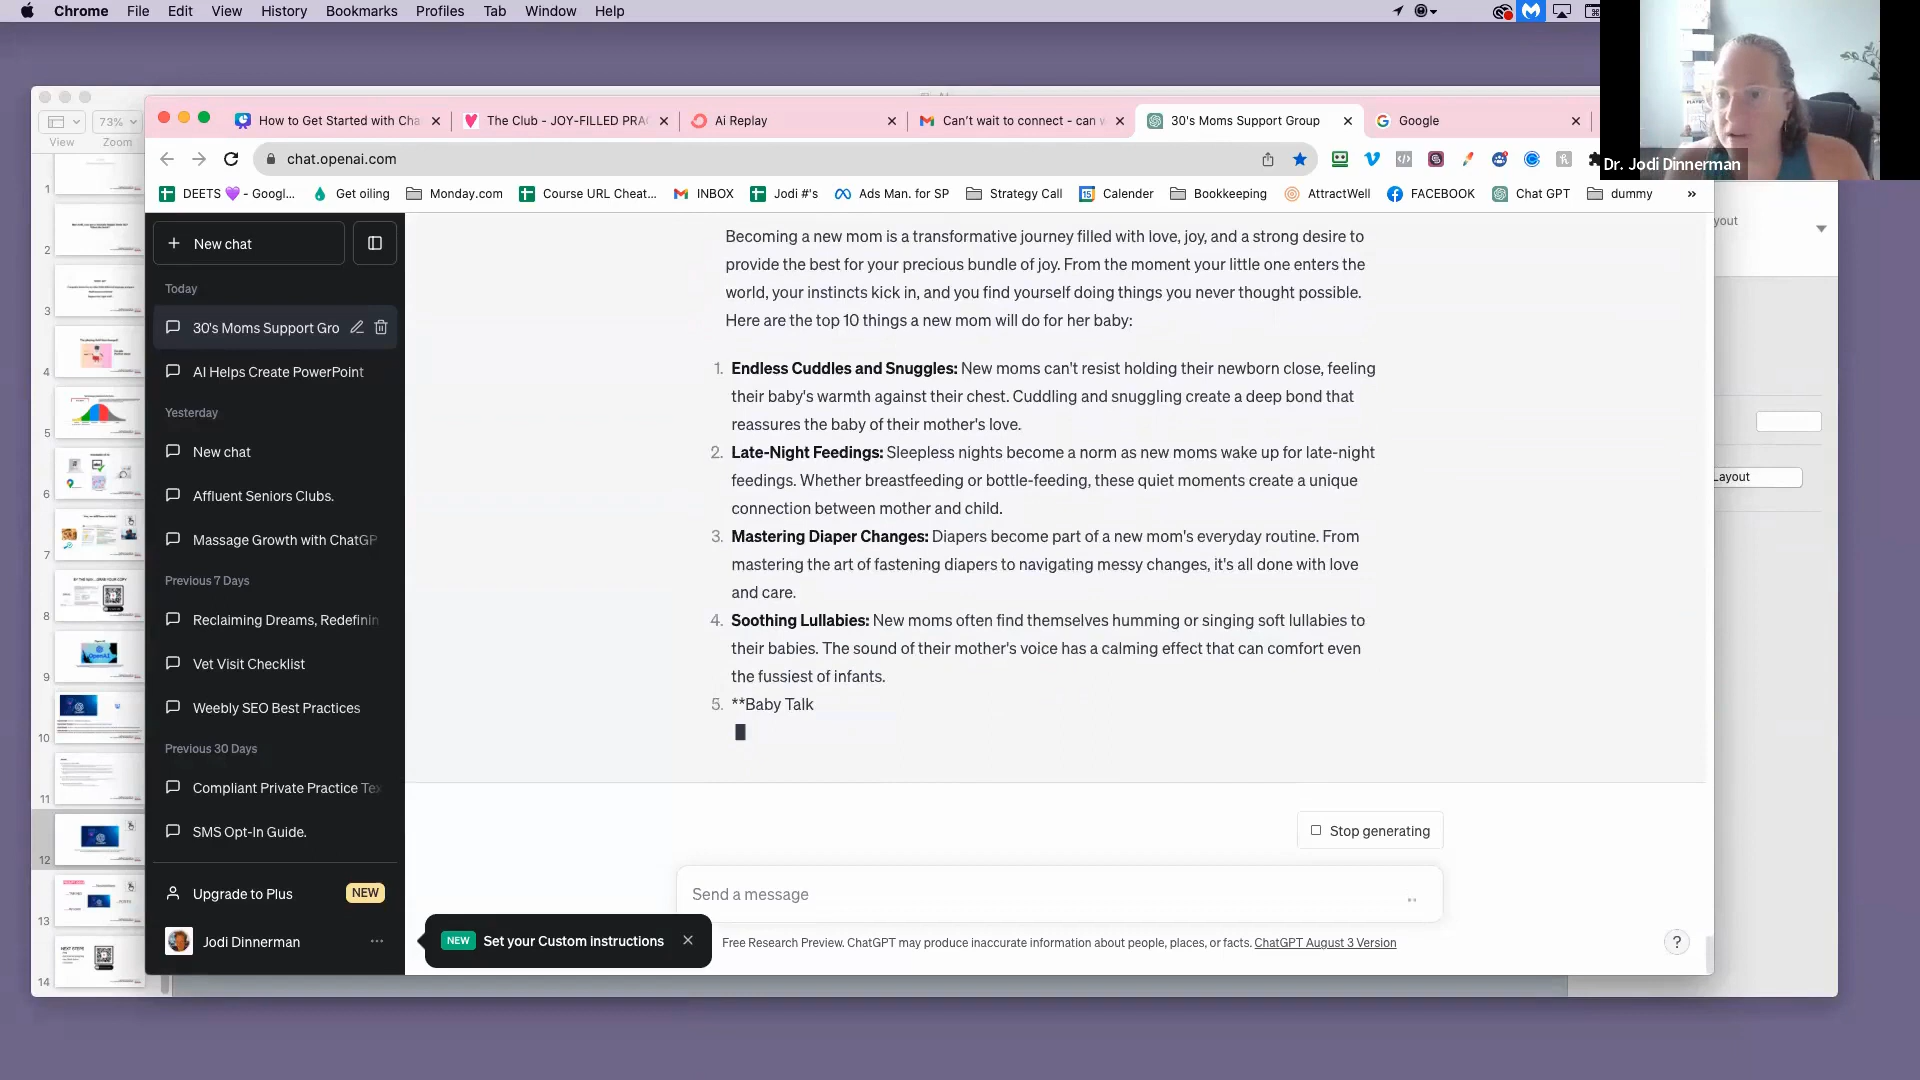 Chrome File Edit View History Bookmarks Profiles Tab Window Help
How to Get Started with Cha
The Club - JOY-FILLED PRA
Ai Replay
Can't wait to connect - can
30's Moms Support Group
Google
chat.openai.com
Dr. Jodi Dinnerman
DEETS 💜 - Googl...
Get oiling
Monday.com
Course URL Cheat...
INBOX
Jodi #'s
Ads Man. for SP
Strategy Call
Calender
Bookkeeping
AttractWell
FACEBOOK
Chat GPT
dummy
»
73%
View
Zoom
1
2
3
4
5
6
7
8
9
10
11
12
13
14
+ New chat
Today
30's Moms Support Gro
AI Helps Create PowerPoint
Yesterday
New chat
Affluent Seniors Clubs.
Massage Growth with ChatGP
Previous 7 Days
Reclaiming Dreams, Redefinin
Vet Visit Checklist
Weebly SEO Best Practices
Previous 30 Days
Compliant Private Practice Tex
SMS Opt-In Guide.
Upgrade to Plus NEW
Jodi Dinnerman ...
Becoming a new mom is a transformative journey filled with love, joy, and a strong desire to
provide the best for your precious bundle of joy. From the moment your little one enters the
world, your instincts kick in, and you find yourself doing things you never thought possible.
Here are the top 10 things a new mom will do for her baby:
1. Endless Cuddles and Snuggles: New moms can't resist holding their newborn close, feeling
their baby's warmth against their chest. Cuddling and snuggling create a deep bond that
reassures the baby of their mother's love.
2. Late-Night Feedings: Sleepless nights become a norm as new moms wake up for late-night
feedings. Whether breastfeeding or bottle-feeding, these quiet moments create a unique
connection between mother and child.
3. Mastering Diaper Changes: Diapers become part of a new mom's everyday routine. From
mastering the art of fastening diapers to navigating messy changes, it's all done with love
and care.
4. Soothing Lullabies: New moms often find themselves humming or singing soft lullabies to
their babies. The sound of their mother's voice has a calming effect that can comfort even
the fussiest of infants.
5. **Baby Talk
Stop generating
Send a message
NEW Set your Custom instructions
Free Research Preview. ChatGPT may produce inaccurate information about people, places, or facts. ChatGPT August 3 Version
?
yout
Layout